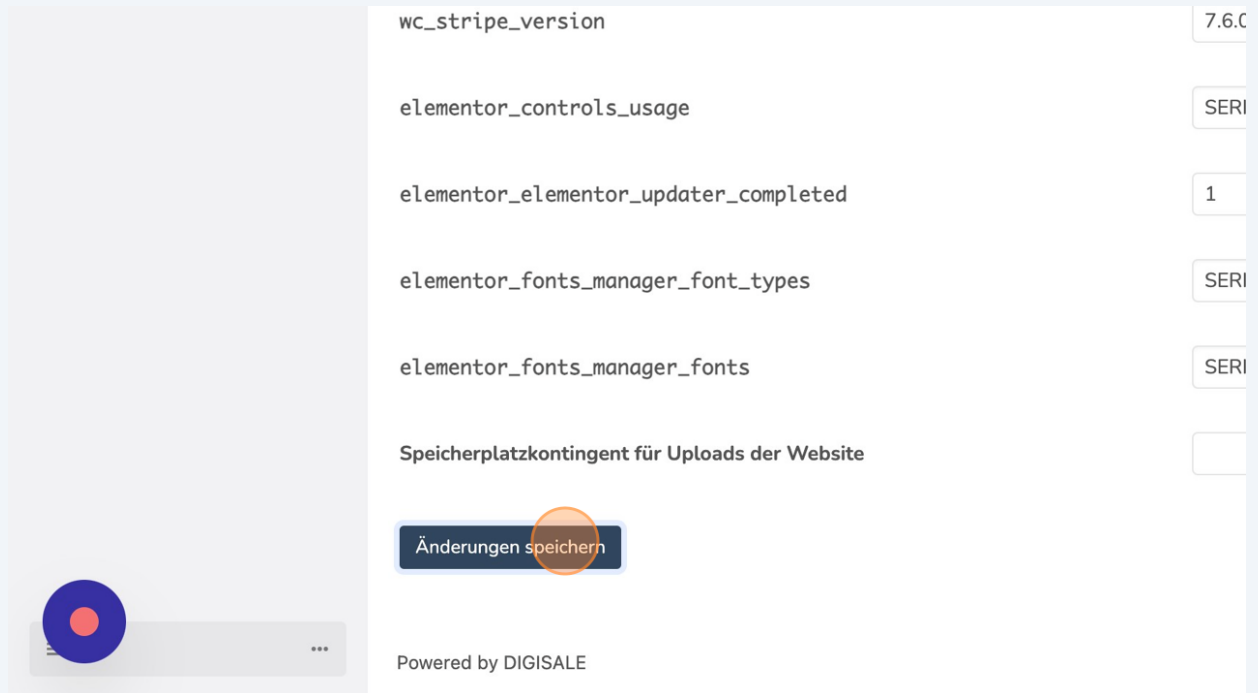 wc_stripe_version
7.6.0
elementor_controls_usage
SERI
elementor_elementor_updater_completed
1
elementor_fonts_manager_font_types
SERI
elementor_fonts_manager_fonts
SERI
Speicherplatzkontingent für Uploads der Website
Änderungen speichern
Powered by DIGISALE